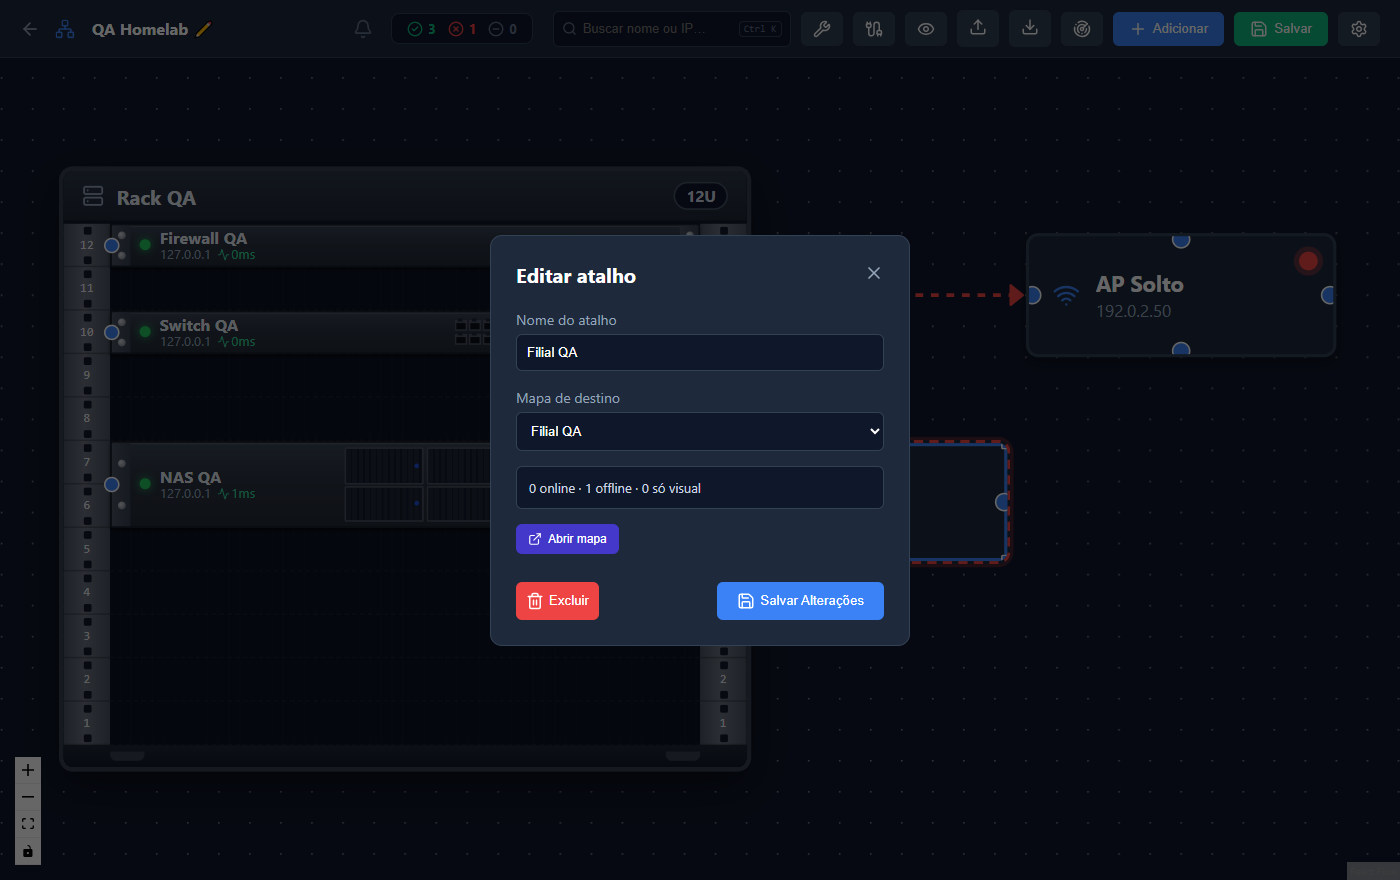 QA Homelab
3 1 0
Buscar nome ou IP...
Ctrl K
Adicionar
Salvar
Rack QA
12U
12
Firewall QA
127.0.0.1 0ms
11
10
Switch QA
127.0.0.1 0ms
9
8
7
NAS QA
127.0.0.1 1ms
6
5
4
3
2
2
1
1
Editar atalho
Nome do atalho
Filial QA
Mapa de destino
Filial QA
0 online · 1 offline · 0 só visual
Abrir mapa
Excluir
Salvar Alterações
AP Solto
192.0.2.50